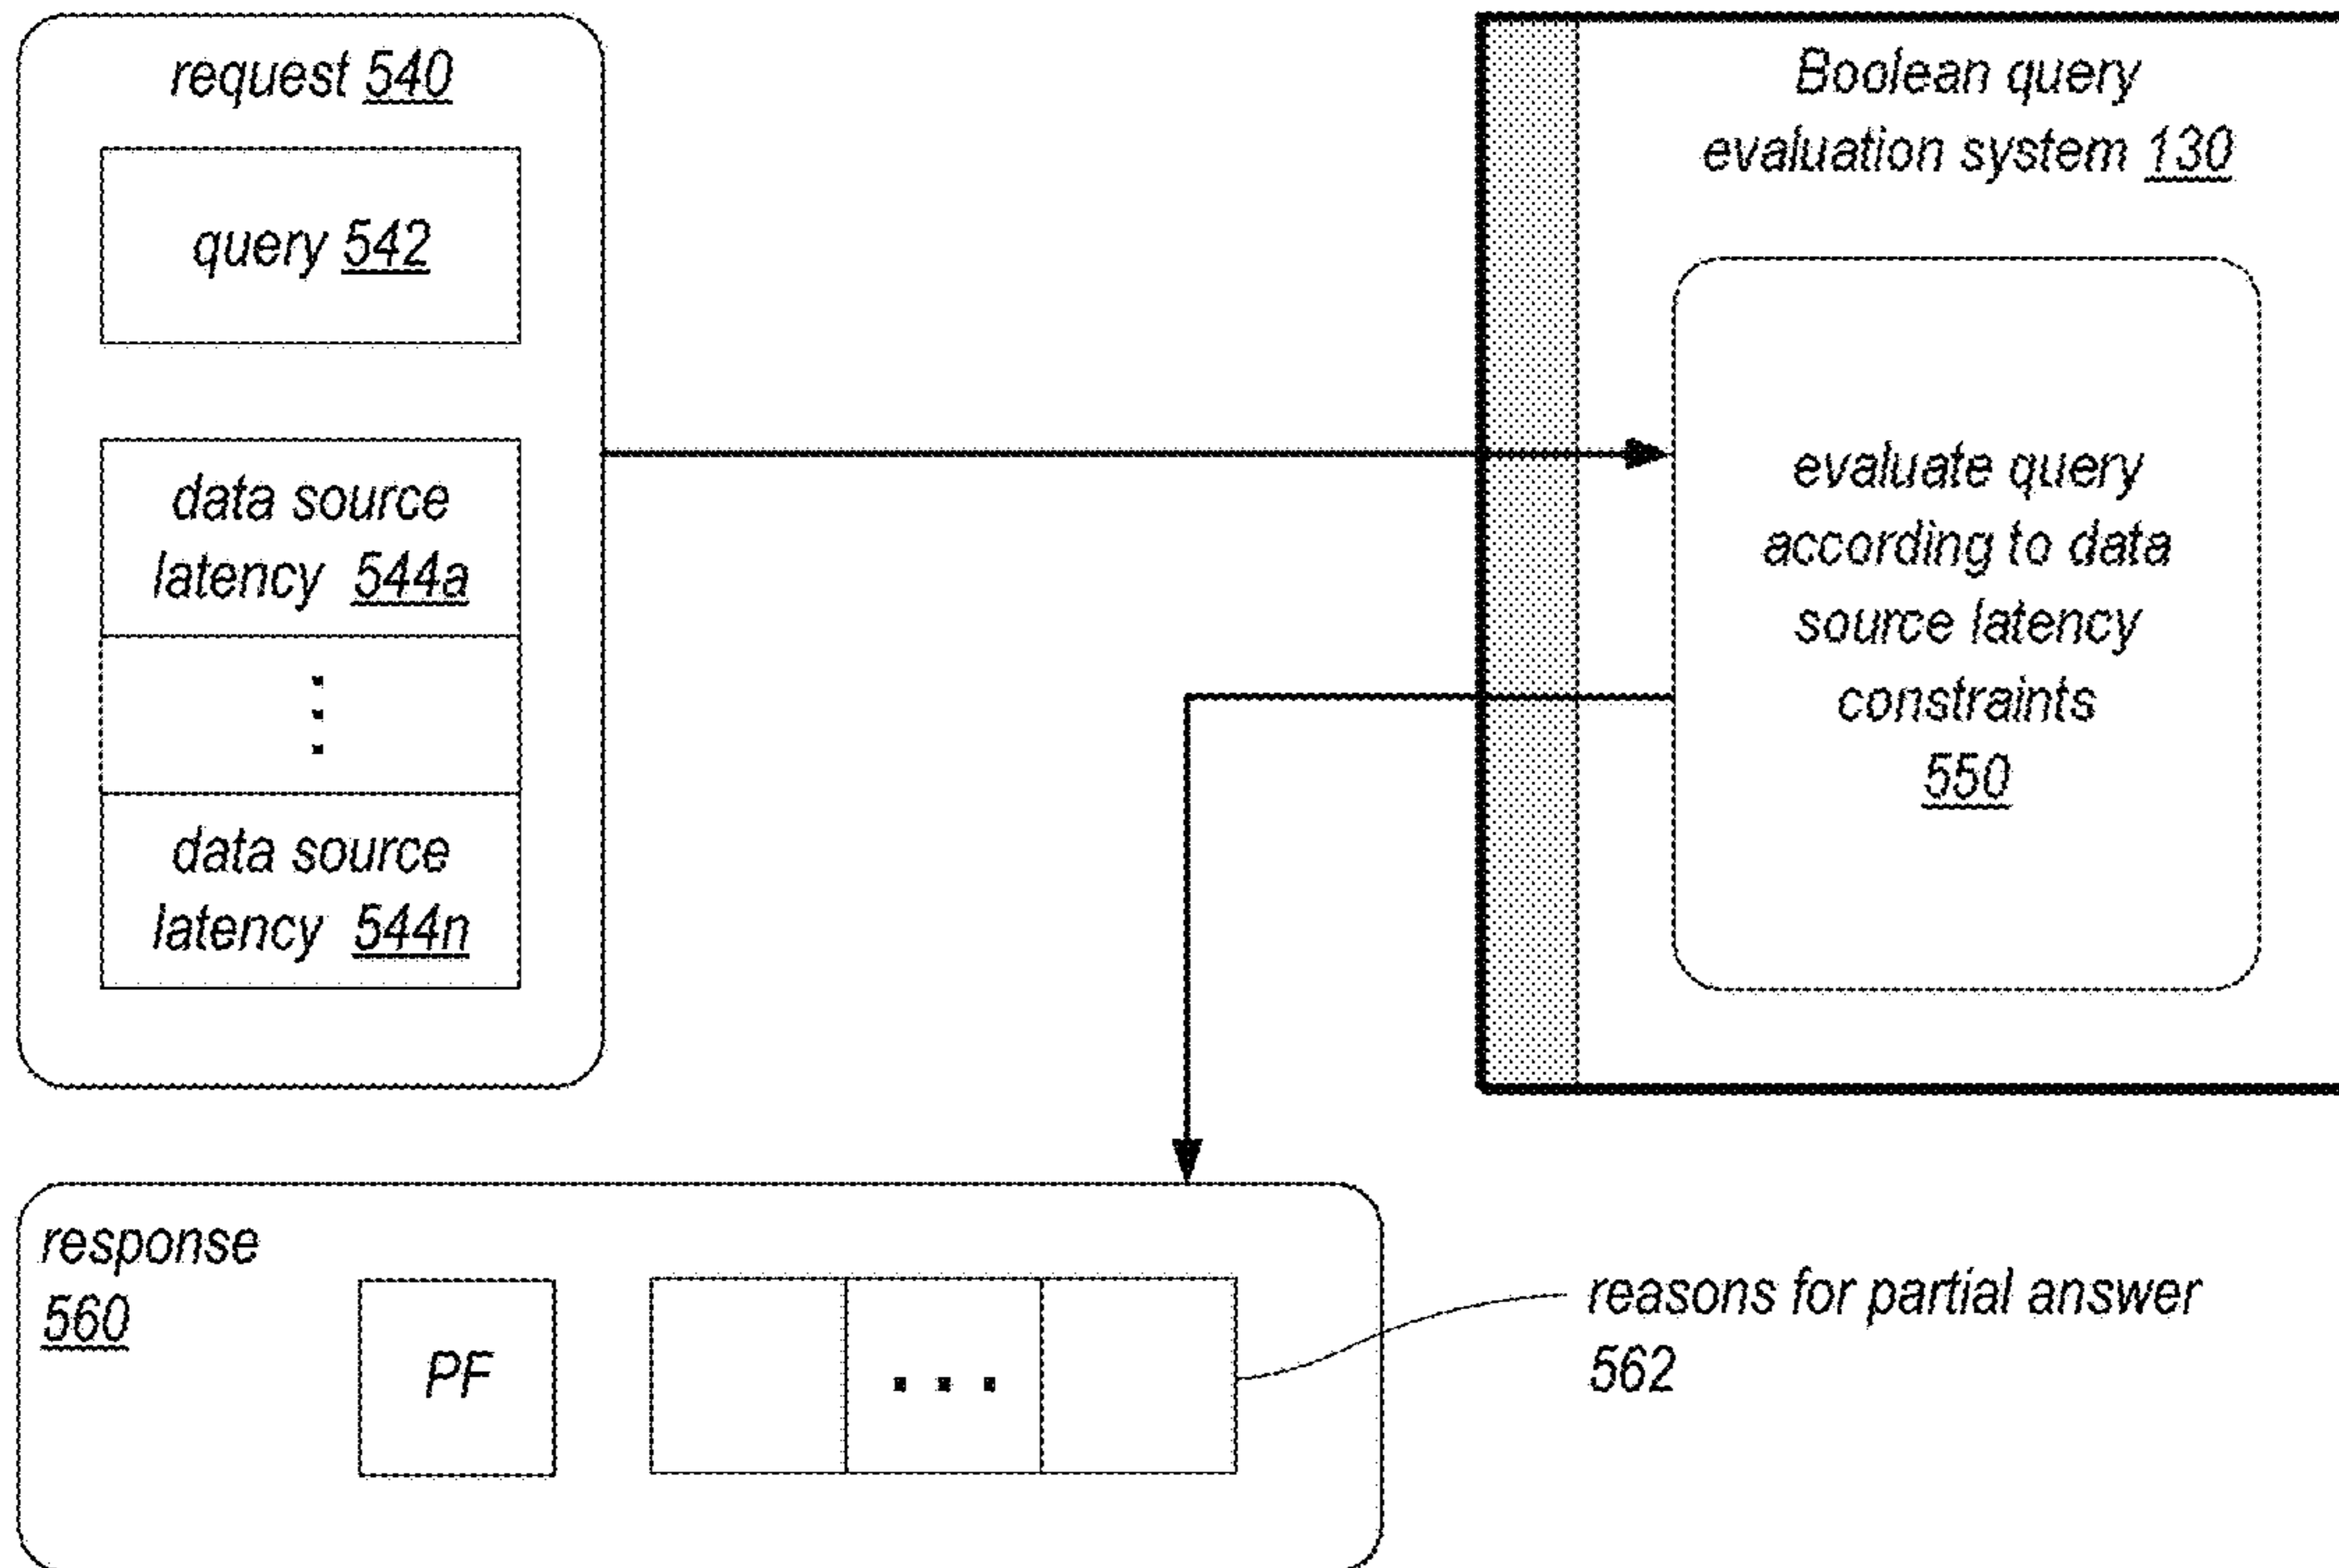 request 540
query 542
data source
latency 544a
⋮
data source
latency 544n
Boolean query
evaluation system 130
evaluate query
according to data
source latency
constraints
550
response
560
PF
...
reasons for partial answer
562